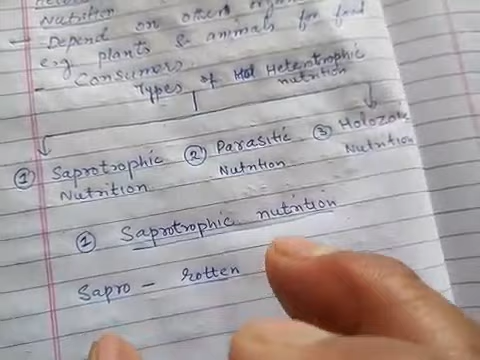 Nutrition
→ Depend on other for food
e.g. plants & animals
- Consumers.
Types of Het Heterotrophic
nutrition
① Saprotrophic Nutrition. ② Parasitic Nutrition ③ Holozoic Nutrition
① Saprotrophic nutrition
Sapro - rotten